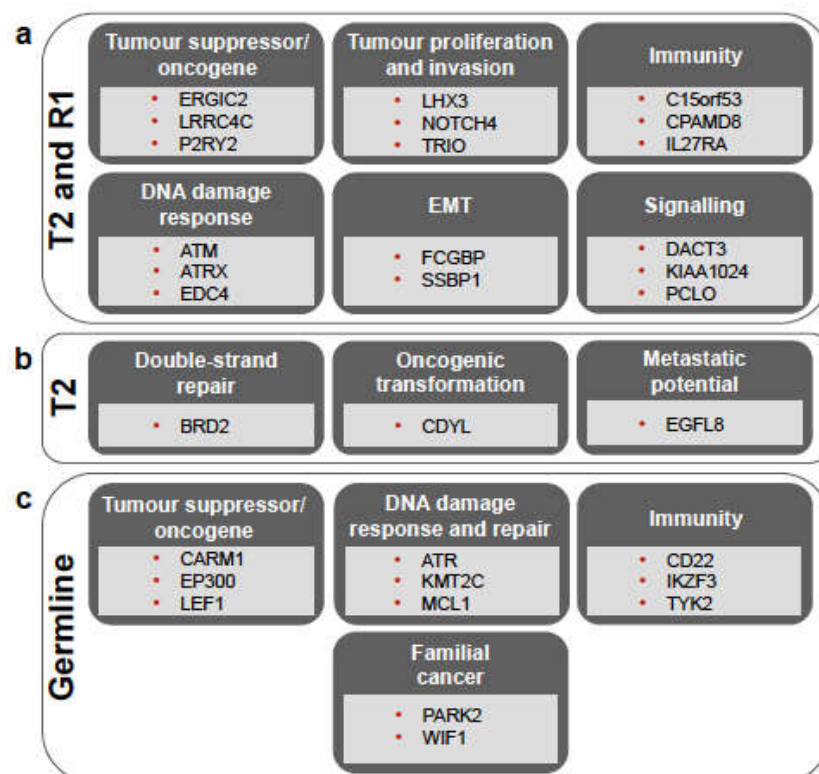 a
T2 and R1
Tumour suppressor/
oncogene
• ERGIC2
• LRRC4C
• P2RY2
Tumour proliferation
and invasion
• LHX3
• NOTCH4
• TRIO
Immunity
• C15orf53
• CPAMD8
• IL27RA
DNA damage
response
• ATM
• ATRX
• EDC4
EMT
• FCGBP
• SSBP1
Signalling
• DACT3
• KIAA1024
• PCLO
b
T2
Double-strand
repair
• BRD2
Oncogenic
transformation
• CDYL
Metastatic
potential
• EGFL8
c
Germline
Tumour suppressor/
oncogene
• CARM1
• EP300
• LEF1
DNA damage
response and repair
• ATR
• KMT2C
• MCL1
Immunity
• CD22
• IKZF3
• TYK2
Familial
cancer
• PARK2
• WIF1